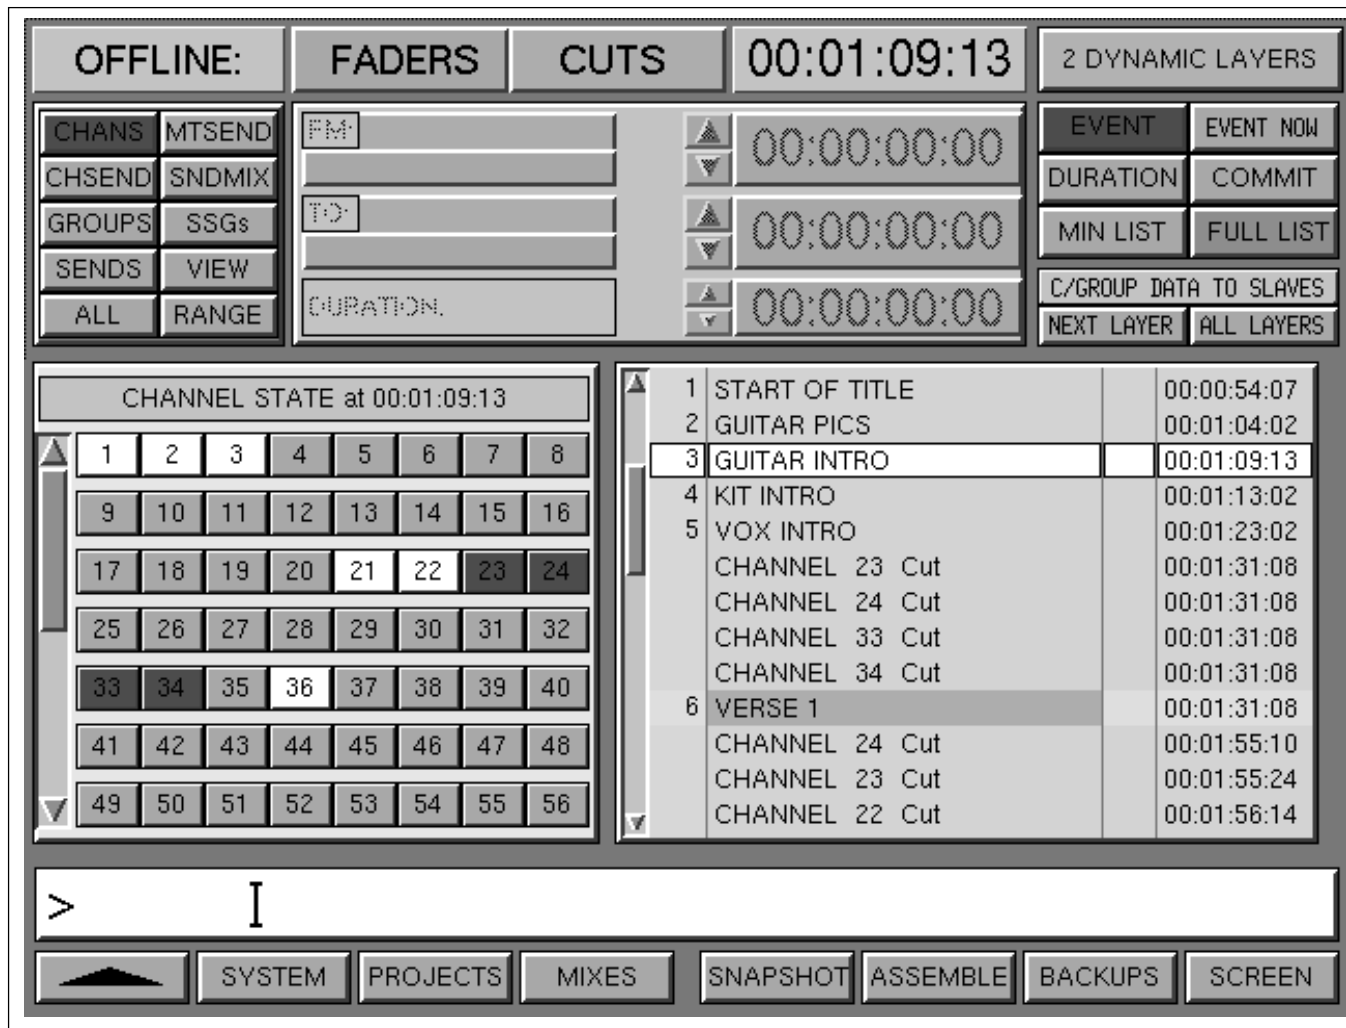 OFFLINE: FADERS CUTS 00:01:09:13 2 DYNAMIC LAYERS
CHANS MTSEND
CHSEND SNDMIX
GROUPS SSGs
SENDS VIEW
ALL RANGE
FM: 00:00:00:00
TO: 00:00:00:00
DURATION. 00:00:00:00
EVENT EVENT NOW
DURATION COMMIT
MIN LIST FULL LIST
C/GROUP DATA TO SLAVES
NEXT LAYER ALL LAYERS
CHANNEL STATE at 00:01:09:13
1 2 3 4 5 6 7 8
9 10 11 12 13 14 15 16
17 18 19 20 21 22 23 24
25 26 27 28 29 30 31 32
33 34 35 36 37 38 39 40
41 42 43 44 45 46 47 48
49 50 51 52 53 54 55 56
1 START OF TITLE 00:00:54:07
2 GUITAR PICS 00:01:04:02
3 GUITAR INTRO 00:01:09:13
4 KIT INTRO 00:01:13:02
5 VOX INTRO 00:01:23:02
CHANNEL 23 Cut 00:01:31:08
CHANNEL 24 Cut 00:01:31:08
CHANNEL 33 Cut 00:01:31:08
CHANNEL 34 Cut 00:01:31:08
6 VERSE 1 00:01:31:08
CHANNEL 24 Cut 00:01:55:10
CHANNEL 23 Cut 00:01:55:24
CHANNEL 22 Cut 00:01:56:14
>
SYSTEM PROJECTS MIXES SNAPSHOT ASSEMBLE BACKUPS SCREEN